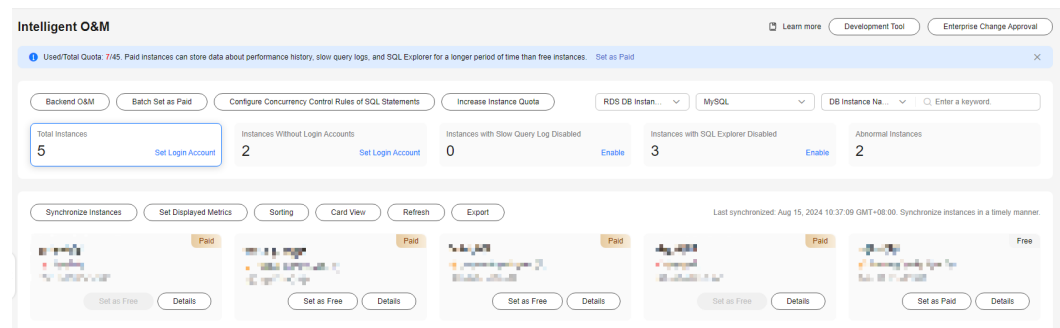 Intelligent O&M
Learn more
Development Tool
Enterprise Change Approval
Used/Total Quota: 7/45. Paid instances can store data about performance history, slow query logs, and SQL Explorer for a longer period of time than free instances. Set as Paid
Backend O&M
Batch Set as Paid
Configure Concurrency Control Rules of SQL Statements
Increase Instance Quota
RDS DB Instan...
MySQL
DB Instance Na...
Enter a keyword.
Total Instances
5
Set Login Account
Instances Without Login Accounts
2
Set Login Account
Instances with Slow Query Log Disabled
0
Enable
Instances with SQL Explorer Disabled
3
Enable
Abnormal Instances
2
Synchronize Instances
Set Displayed Metrics
Sorting
Card View
Refresh
Export
Last synchronized: Aug 15, 2024 10:37:09 GMT+08:00. Synchronize instances in a timely manner.
Paid
Set as Free
Details
Paid
Set as Free
Details
Paid
Set as Free
Details
Paid
Set as Free
Details
Free
Set as Paid
Details